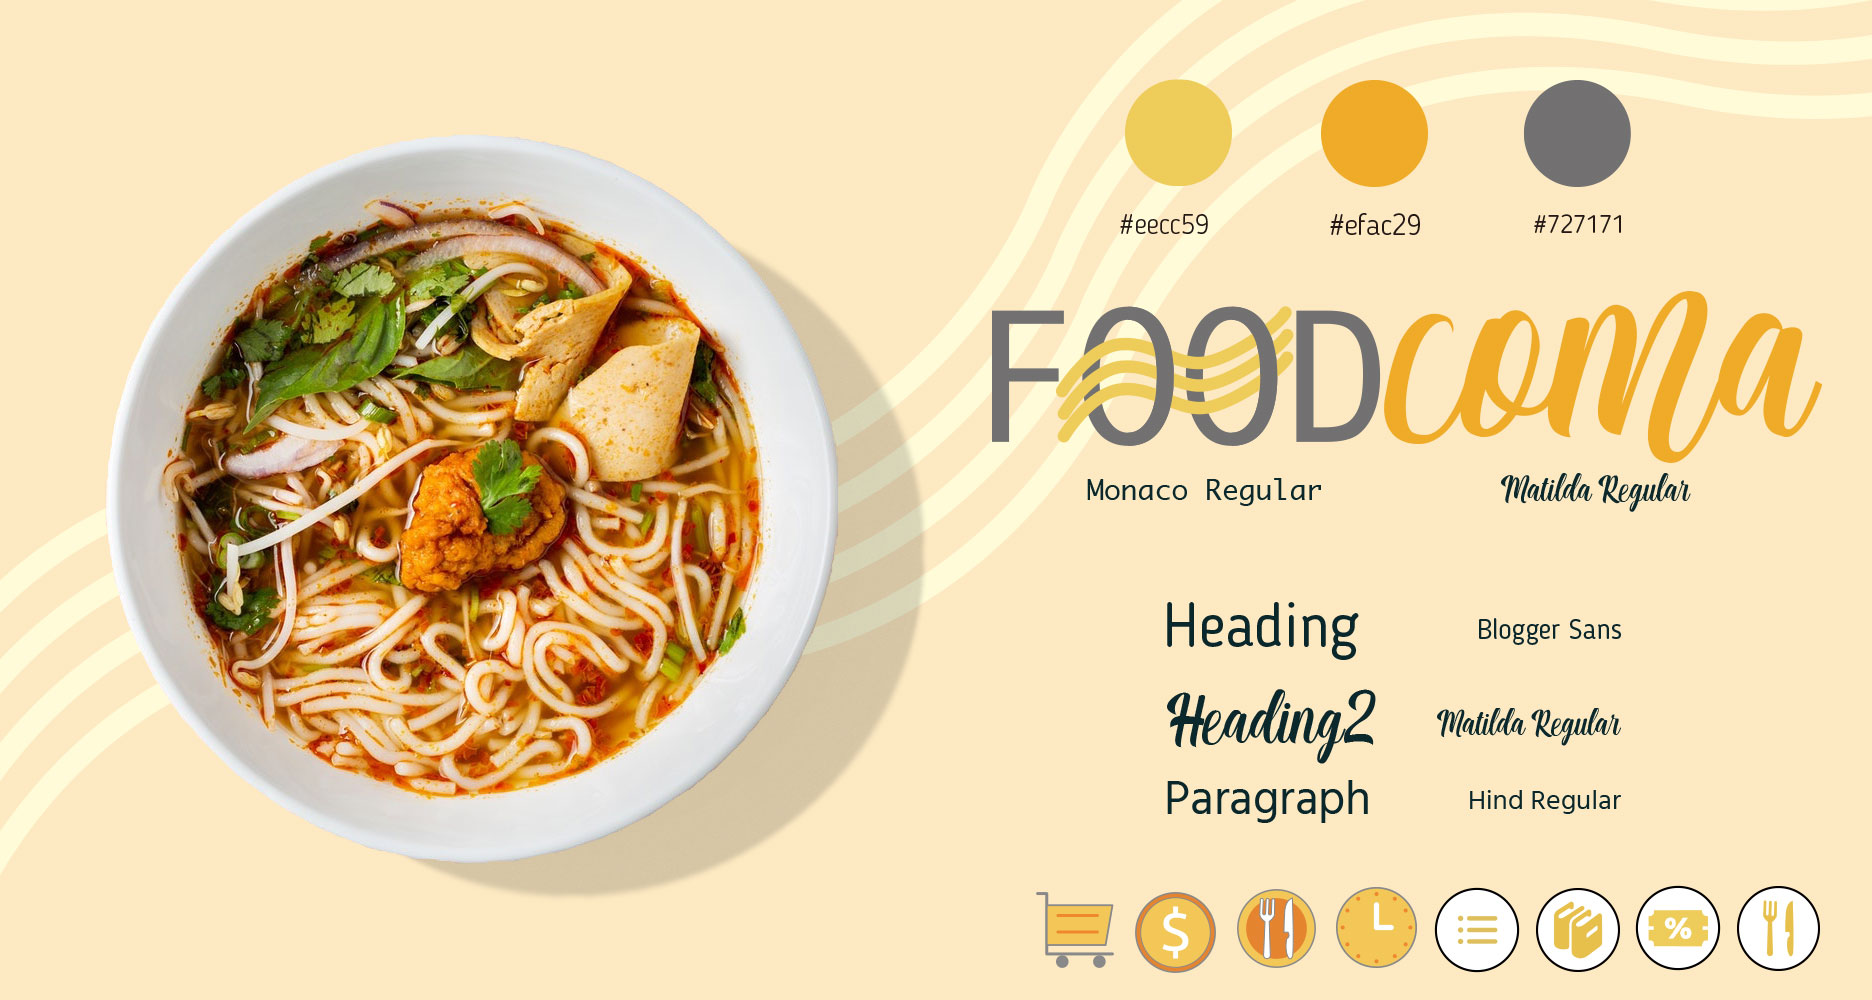 #eecc59 #efac29 #727171
FOODcoma
Monaco Regular Matilda Regular
Heading Blogger Sans
Heading2 Matilda Regular
Paragraph Hind Regular
$ %